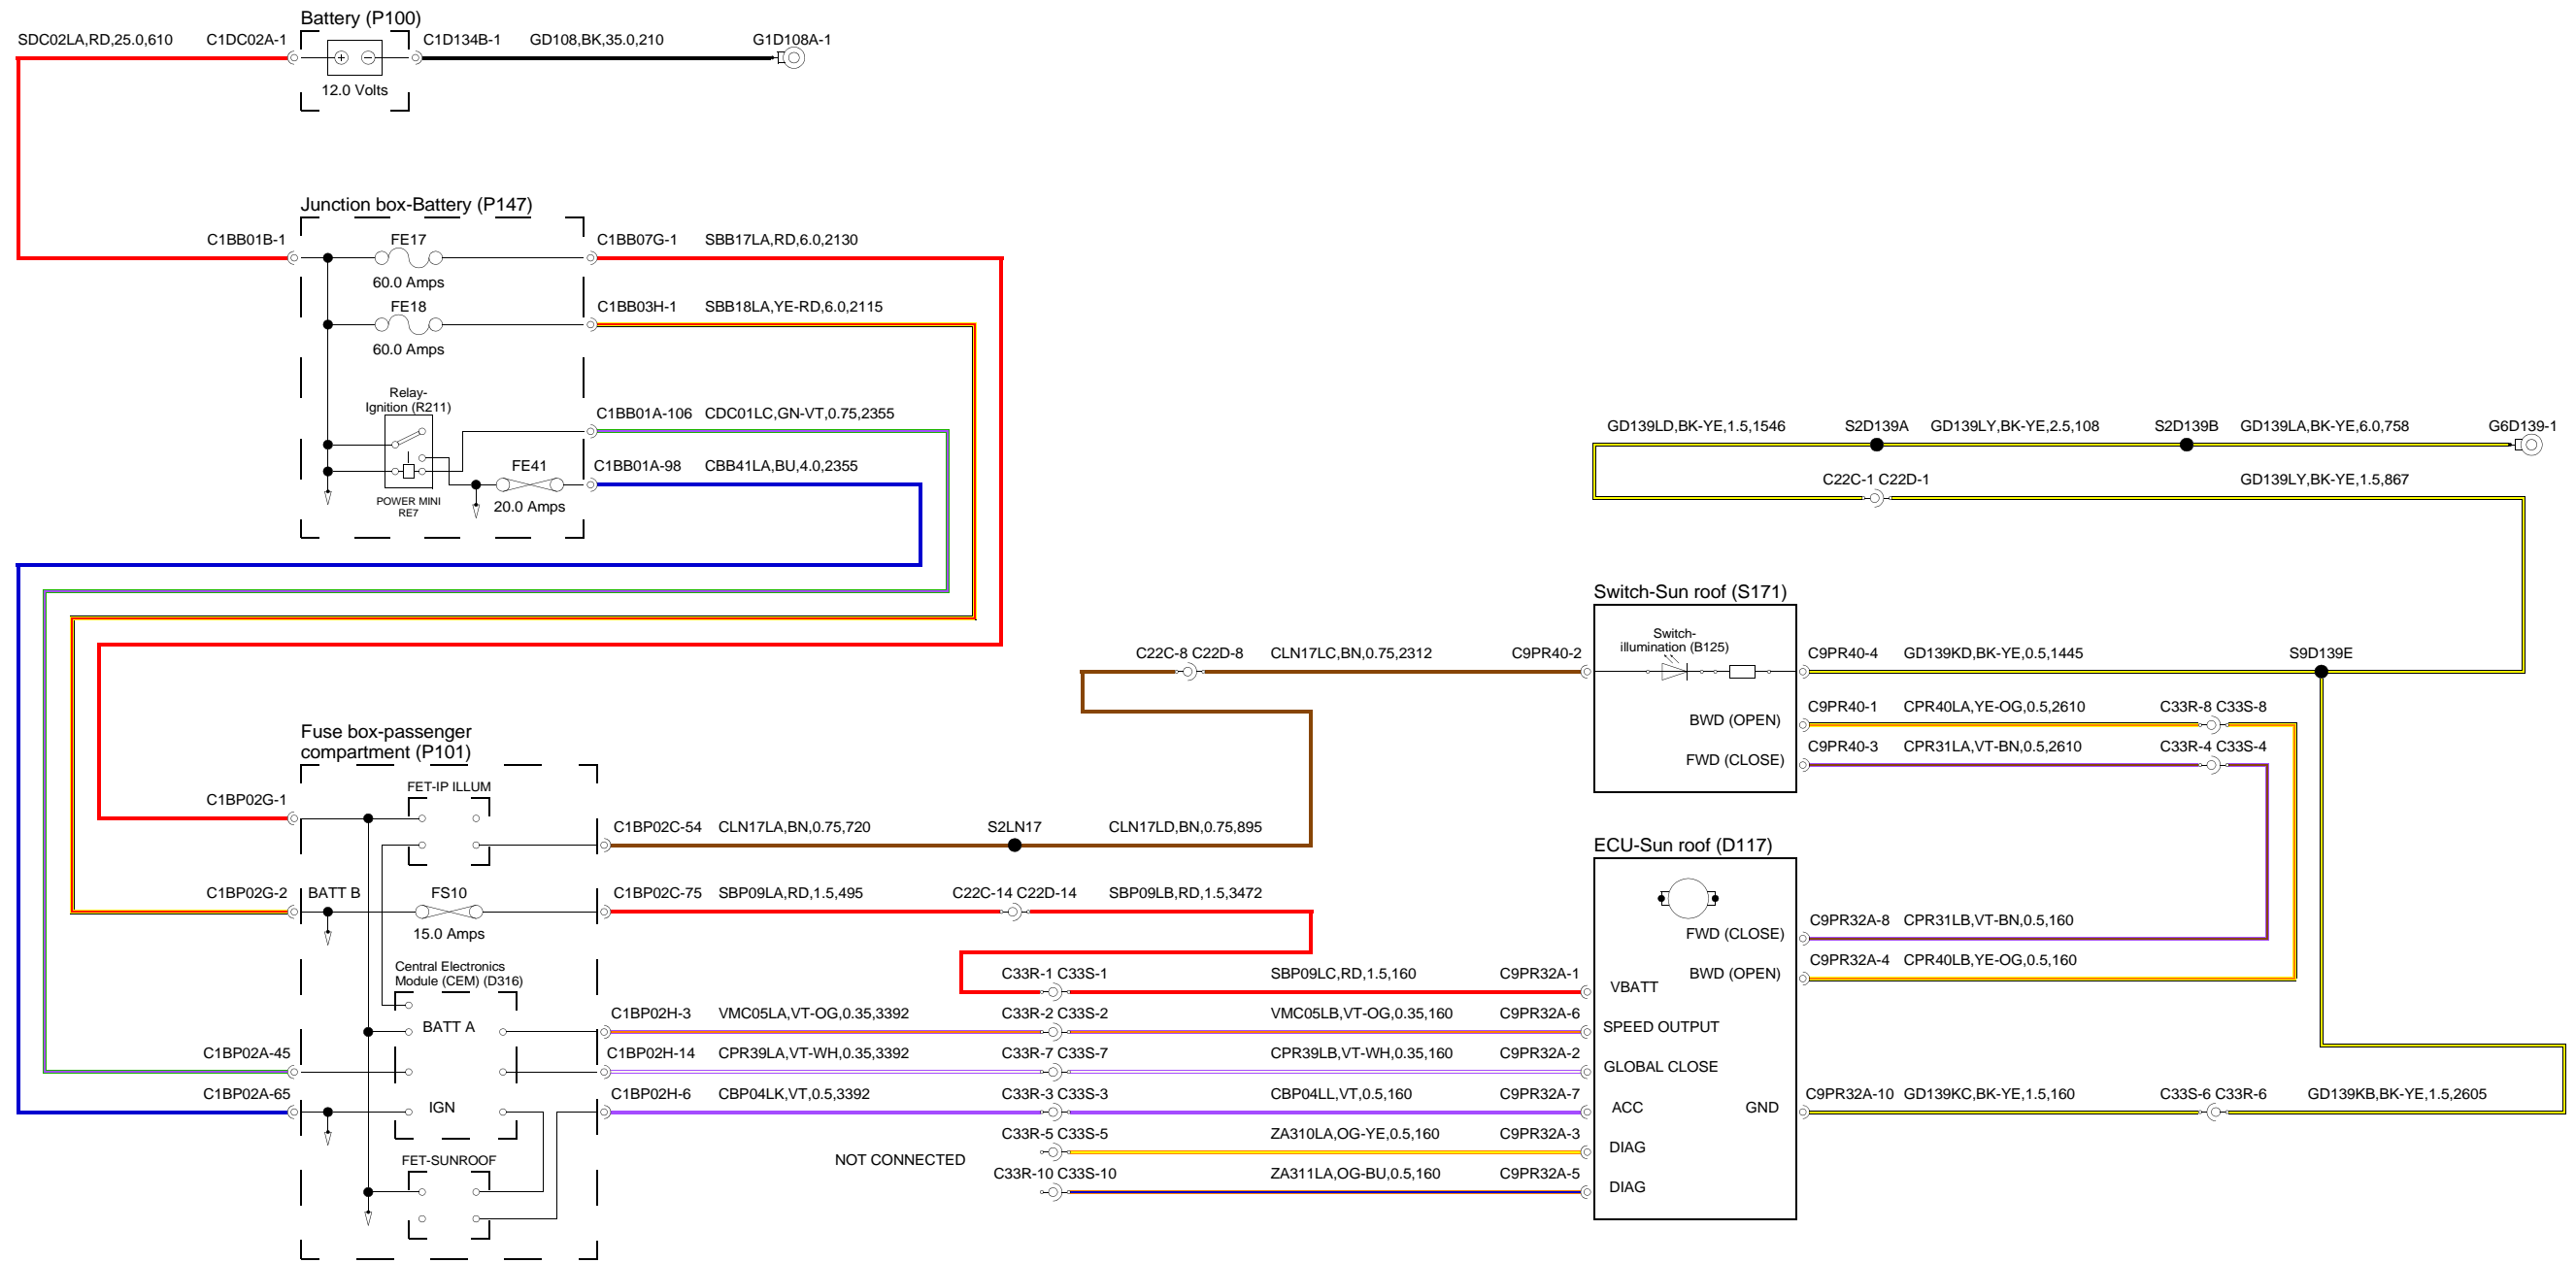 Battery (P100)
SDC02LA,RD,25.0,610
C1DC02A-1
C1D134B-1
GD108,BK,35.0,210
G1D108A-1
12.0 Volts
Junction box-Battery (P147)
C1BB01B-1
FE17
60.0 Amps
C1BB07G-1
SBB17LA,RD,6.0,2130
FE18
60.0 Amps
C1BB03H-1
SBB18LA,YE-RD,6.0,2115
Relay-
Ignition (R211)
POWER MINI
RE7
C1BB01A-106
CDC01LC,GN-VT,0.75,2355
FE41
20.0 Amps
C1BB01A-98
CBB41LA,BU,4.0,2355
GD139LD,BK-YE,1.5,1546
S2D139A
GD139LY,BK-YE,2.5,108
S2D139B
GD139LA,BK-YE,6.0,758
G6D139-1
C22C-1 C22D-1
GD139LY,BK-YE,1.5,867
Switch-Sun roof (S171)
Switch-
illumination (B125)
C22C-8 C22D-8
CLN17LC,BN,0.75,2312
C9PR40-2
C9PR40-4
GD139KD,BK-YE,0.5,1445
S9D139E
BWD (OPEN)
C9PR40-1
CPR40LA,YE-OG,0.5,2610
C33R-8 C33S-8
FWD (CLOSE)
C9PR40-3
CPR31LA,VT-BN,0.5,2610
C33R-4 C33S-4
Fuse box-passenger
compartment (P101)
C1BP02G-1
FET-IP ILLUM
C1BP02C-54
CLN17LA,BN,0.75,720
S2LN17
CLN17LD,BN,0.75,895
C1BP02G-2
BATT B
FS10
15.0 Amps
C1BP02C-75
SBP09LA,RD,1.5,495
C22C-14 C22D-14
SBP09LB,RD,1.5,3472
Central Electronics
Module (CEM) (D316)
BATT A
IGN
C1BP02A-45
C1BP02A-65
FET-SUNROOF
C1BP02H-3
VMC05LA,VT-OG,0.35,3392
C1BP02H-14
CPR39LA,VT-WH,0.35,3392
C1BP02H-6
CBP04LK,VT,0.5,3392
NOT CONNECTED
C33R-1 C33S-1
SBP09LC,RD,1.5,160
C9PR32A-1
C33R-2 C33S-2
VMC05LB,VT-OG,0.35,160
C9PR32A-6
C33R-7 C33S-7
CPR39LB,VT-WH,0.35,160
C9PR32A-2
C33R-3 C33S-3
CBP04LL,VT,0.5,160
C9PR32A-7
C33R-5 C33S-5
ZA310LA,OG-YE,0.5,160
C9PR32A-3
C33R-10 C33S-10
ZA311LA,OG-BU,0.5,160
C9PR32A-5
ECU-Sun roof (D117)
FWD (CLOSE)
BWD (OPEN)
VBATT
SPEED OUTPUT
GLOBAL CLOSE
ACC
GND
DIAG
DIAG
C9PR32A-8
CPR31LB,VT-BN,0.5,160
C9PR32A-4
CPR40LB,YE-OG,0.5,160
C9PR32A-10
GD139KC,BK-YE,1.5,160
C33S-6 C33R-6
GD139KB,BK-YE,1.5,2605